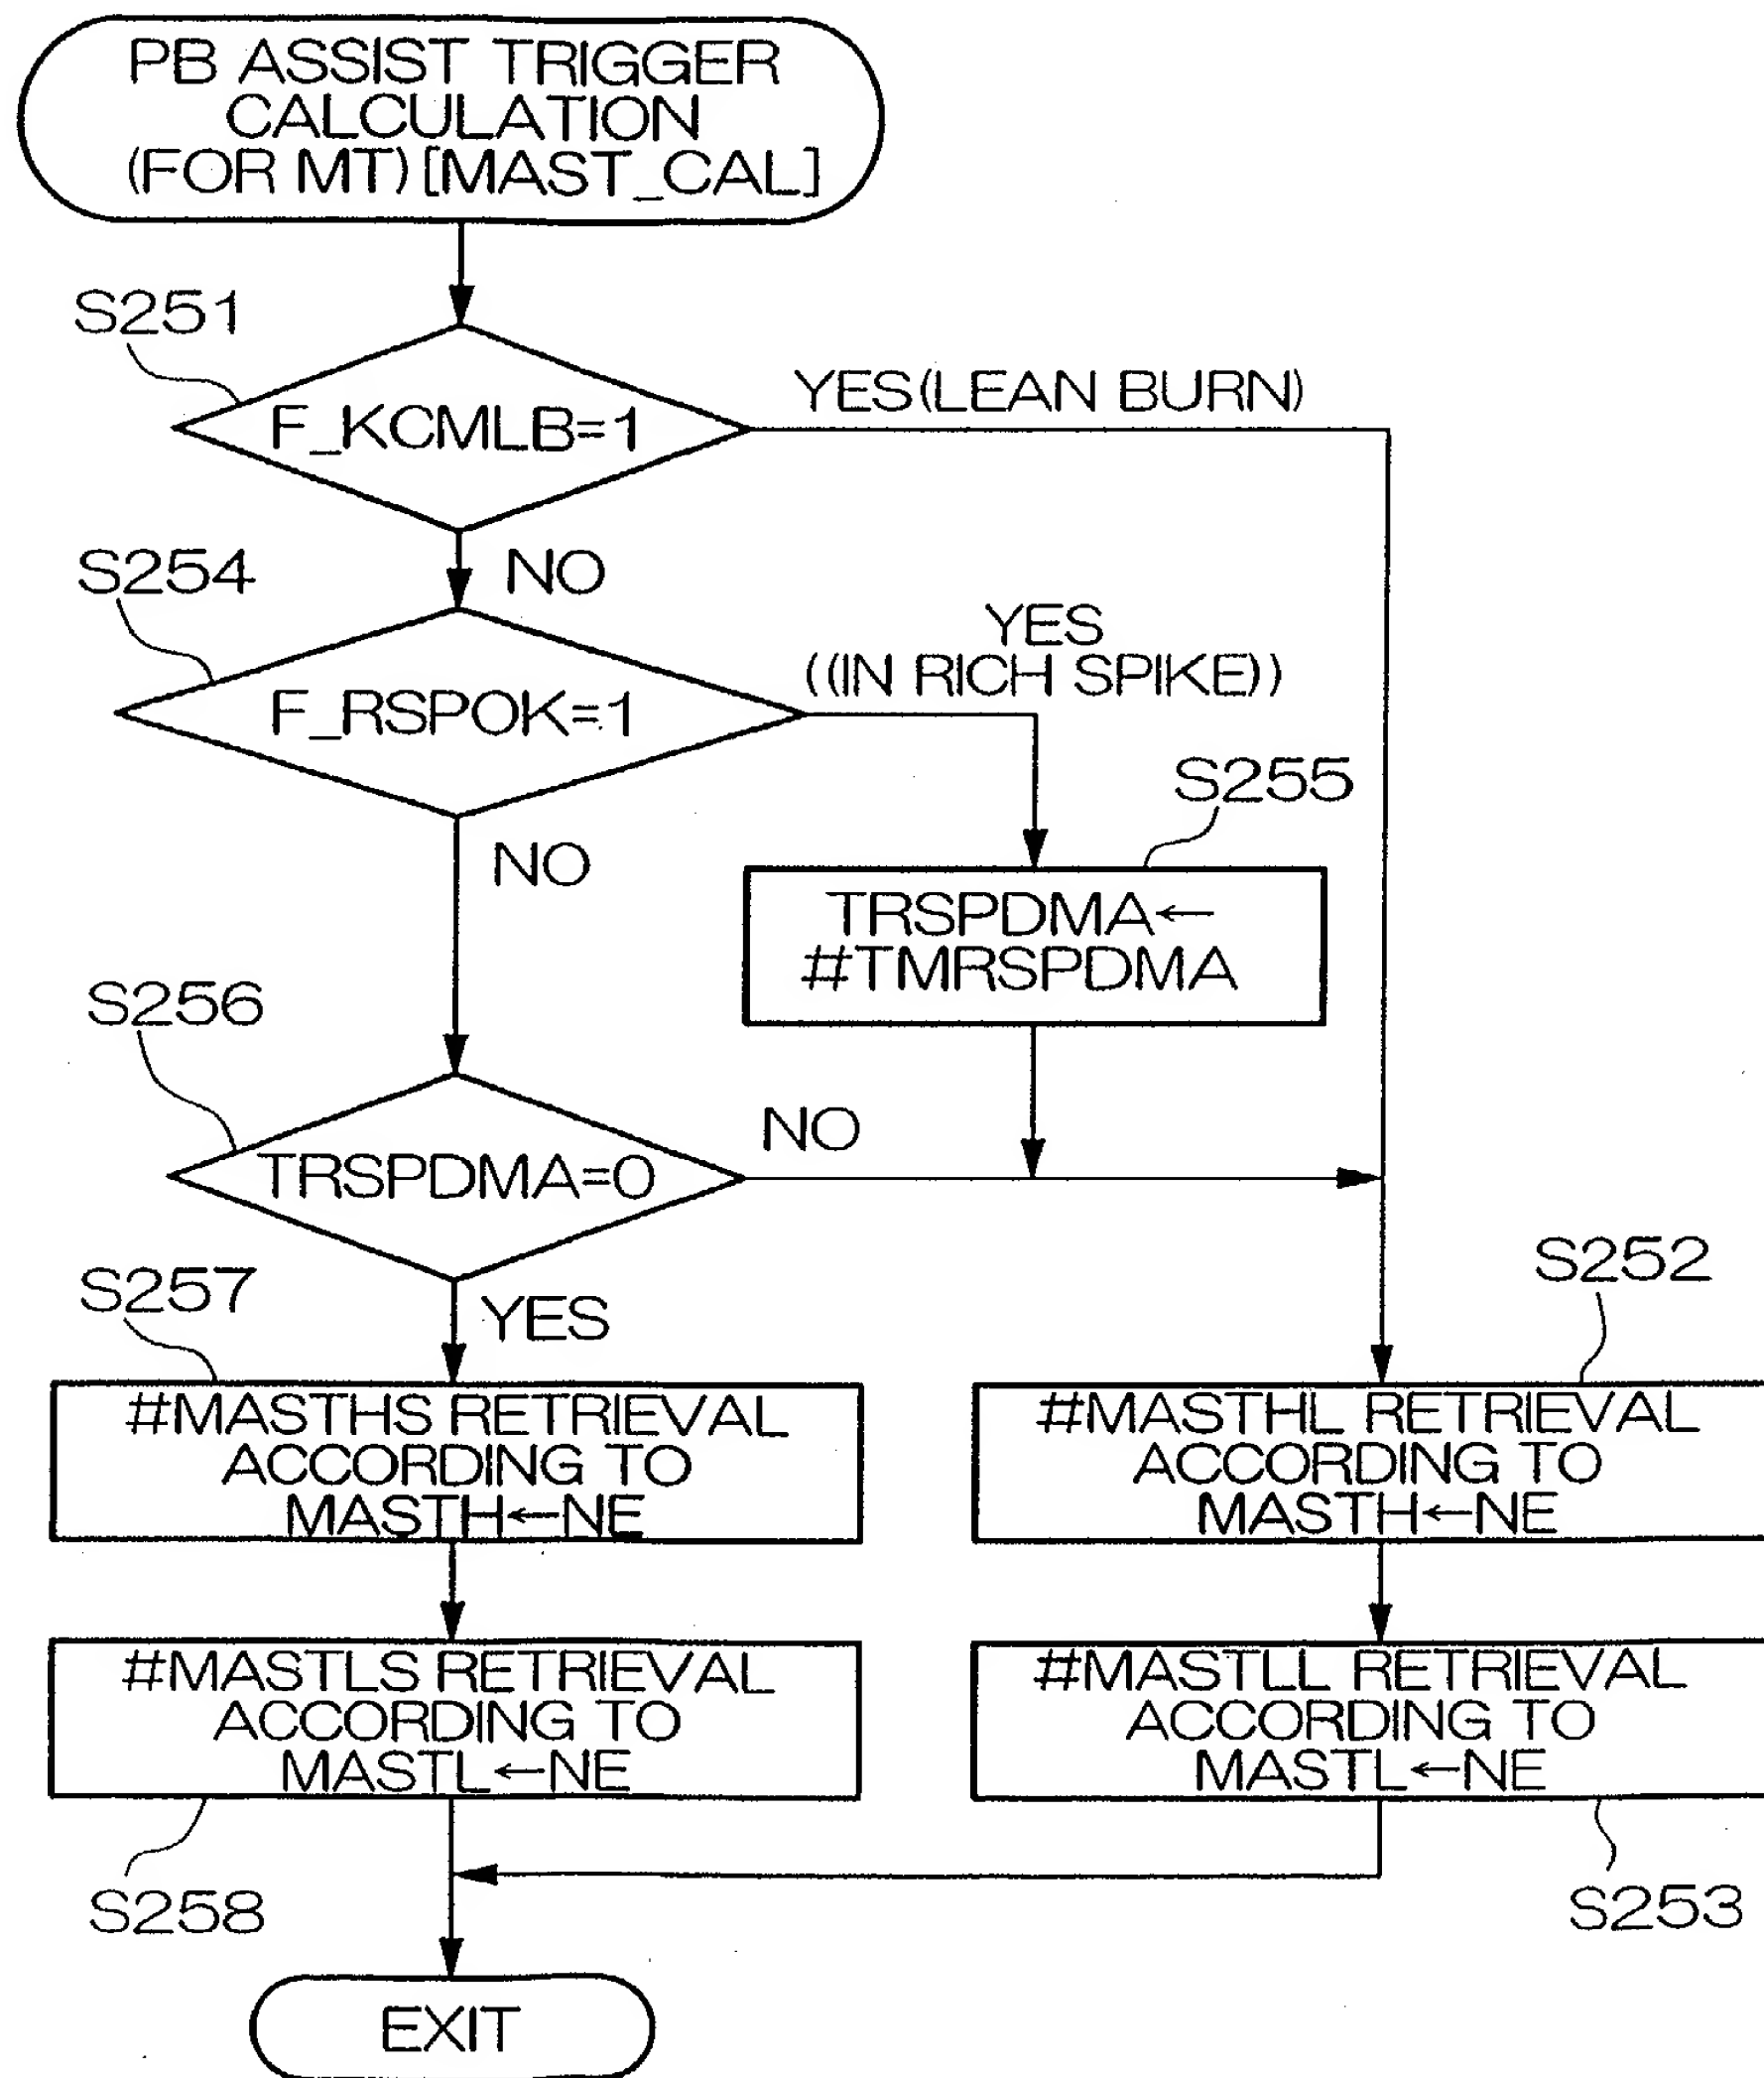 PB ASSIST TRIGGER
CALCULATION
(FOR MT) [MAST_CAL]
S251
F_KCMLB=1
YES(LEAN BURN)
NO
S254
F_RSPOK=1
YES
((IN RICH SPIKE))
NO
S255
TRSPDMA←
#TMRSPDMA
S256
TRSPDMA=0
NO
YES
S257
#MASTHS RETRIEVAL
ACCORDING TO
MASTH←NE
S252
#MASTHL RETRIEVAL
ACCORDING TO
MASTH←NE
#MASTLS RETRIEVAL
ACCORDING TO
MASTL←NE
S258
#MASTLL RETRIEVAL
ACCORDING TO
MASTL←NE
S253
EXIT